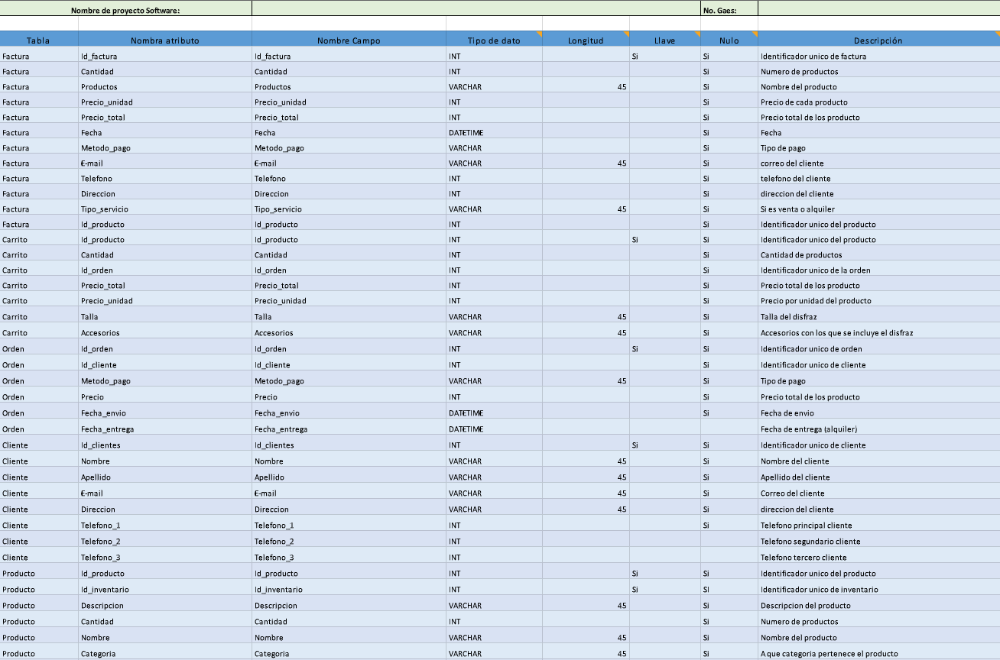 Nombre de proyecto Software: No. Gaes:
Tabla Nombra atributo Nombre Campo Tipo de dato Longitud Llave Nulo Descripción
Factura Id_factura Id_factura INT Si Si Identificador unico de factura
Factura Cantidad Cantidad INT Si Numero de productos
Factura Productos Productos VARCHAR 45 Si Nombre del producto
Factura Precio_unidad Precio_unidad INT Si Precio de cada producto
Factura Precio_total Precio_total INT Si Precio total de los producto
Factura Fecha Fecha DATETIME Si Fecha
Factura Metodo_pago Metodo_pago VARCHAR Si Tipo de pago
Factura E-mail E-mail VARCHAR 45 Si correo del cliente
Factura Telefono Telefono INT Si telefono del cliente
Factura Direccion Direccion INT Si direccion del cliente
Factura Tipo_servicio Tipo_servicio VARCHAR 45 Si Si es venta o alquiler
Factura Id_producto Id_producto INT Si Identificador unico del producto
Carrito Id_producto Id_producto INT Si Si Identificador unico del producto
Carrito Cantidad Cantidad INT Si Cantidad de productos
Carrito Id_orden Id_orden INT Si Identificador unico de la orden
Carrito Precio_total Precio_total INT Si Precio total de los producto
Carrito Precio_unidad Precio_unidad INT Si Precio por unidad del producto
Carrito Talla Talla VARCHAR 45 Si Talla del disfraz
Carrito Accesorios Accesorios VARCHAR 45 Si Accesorios con los que se incluye el disfraz
Orden Id_orden Id_orden INT Si Si Identificador unico de orden
Orden Id_cliente Id_cliente INT Si Identificador unico de cliente
Orden Metodo_pago Metodo_pago VARCHAR 45 Si Tipo de pago
Orden Precio Precio INT Si Precio total de los producto
Orden Fecha_envio Fecha_envio DATETIME Si Fecha de envio
Orden Fecha_entrega Fecha_entrega DATETIME Fecha de entrega (alquiler)
Cliente Id_clientes Id_clientes INT Si Si Identificador unico de cliente
Cliente Nombre Nombre VARCHAR 45 Si Nombre del cliente
Cliente Apellido Apellido VARCHAR 45 Si Apellido del cliente
Cliente E-mail E-mail VARCHAR 45 Si Correo del cliente
Cliente Direccion Direccion VARCHAR 45 Si direccion del cliente
Cliente Telefono_1 Telefono_1 INT Si Telefono principal cliente
Cliente Telefono_2 Telefono_2 INT Telefono segundario cliente
Cliente Telefono_3 Telefono_3 INT Telefono tercero cliente
Producto Id_producto Id_producto INT Si Si Identificador unico del producto
Producto Id_inventario Id_inventario INT Si SI Identificador unico de inventario
Producto Descripcion Descripcion VARCHAR 45 Si Descripcion del producto
Producto Cantidad Cantidad INT Si Numero de productos
Producto Nombre Nombre VARCHAR 45 Si Nombre del producto
Producto Categoria Categoria VARCHAR 45 Si A que categoria pertenece el producto